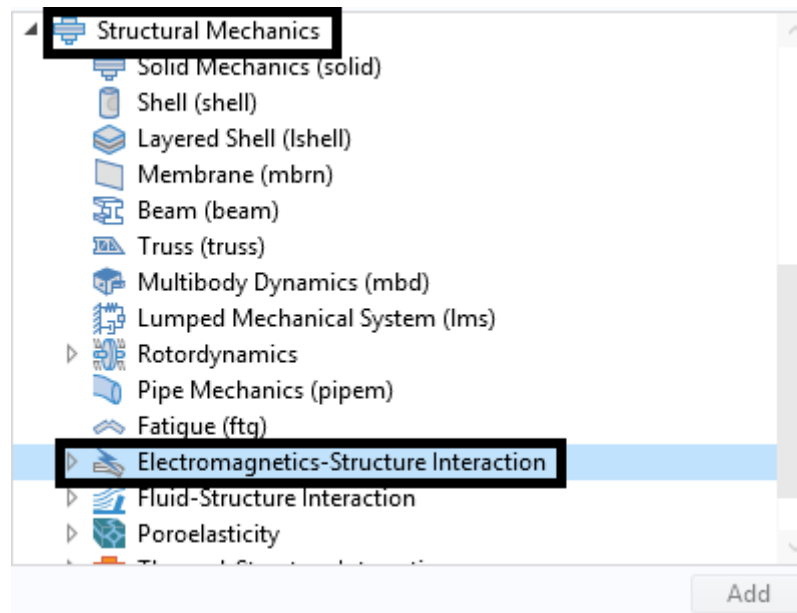 Structural Mechanics
Solid Mechanics (solid)
Shell (shell)
Layered Shell (lshell)
Membrane (mbrn)
Beam (beam)
Truss (truss)
Multibody Dynamics (mbd)
Lumped Mechanical System (lms)
Rotordynamics
Pipe Mechanics (pipem)
Fatigue (ftg)
Electromagnetics-Structure Interaction
Fluid-Structure Interaction
Poroelasticity
Add